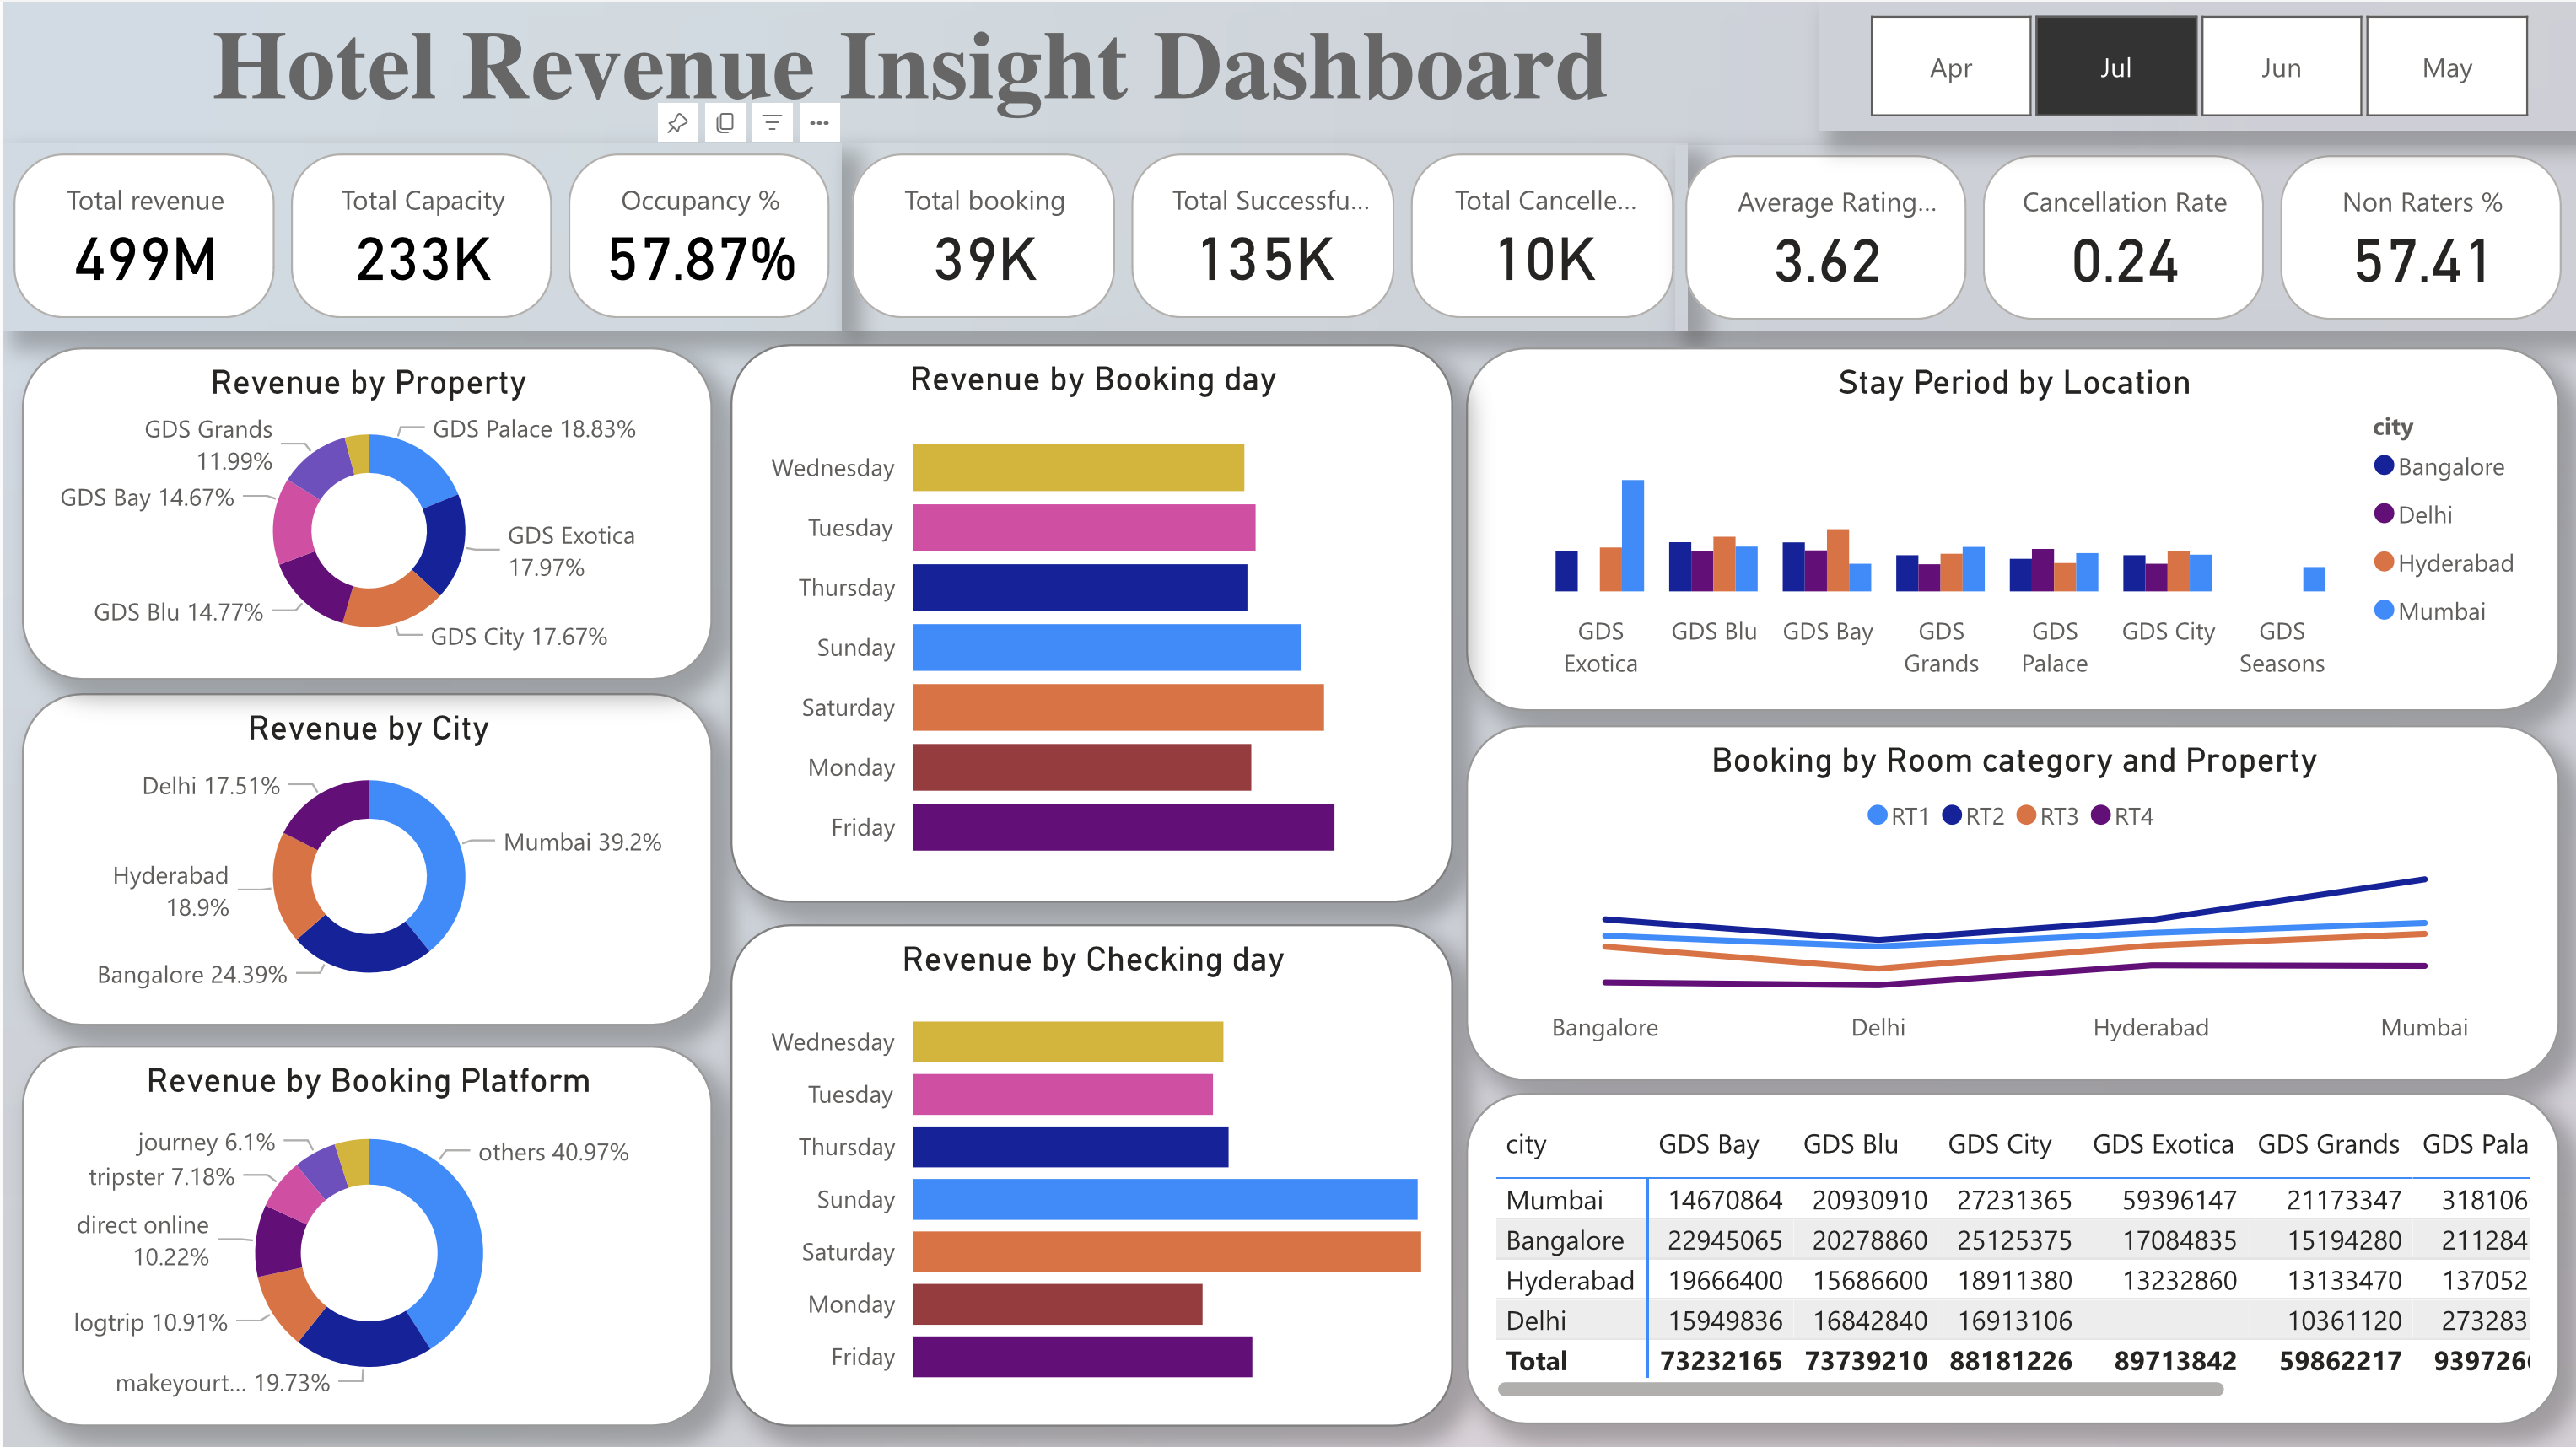 Hotel Revenue Insight Dashboard
Apr
Jul
Jun
May
Total revenue
499M
Total Capacity
233K
Occupancy %
57.87%
Total booking
39K
Total Successfu...
135K
Total Cancelle...
10K
Average Rating...
3.62
Cancellation Rate
0.24
Non Raters %
57.41
Revenue by Property
GDS Grands
11.99%
GDS Palace 18.83%
GDS Bay 14.67%
GDS Exotica
17.97%
GDS Blu 14.77%
GDS City 17.67%
Revenue by City
Delhi 17.51%
Mumbai 39.2%
Hyderabad
18.9%
Bangalore 24.39%
Revenue by Booking Platform
journey 6.1%
others 40.97%
tripster 7.18%
direct online
10.22%
logtrip 10.91%
makeyourt... 19.73%
Revenue by Booking day
Wednesday
Tuesday
Thursday
Sunday
Saturday
Monday
Friday
Revenue by Checking day
Wednesday
Tuesday
Thursday
Sunday
Saturday
Monday
Friday
Stay Period by Location
city
Bangalore
Delhi
Hyderabad
Mumbai
GDS
Exotica
GDS Blu
GDS Bay
GDS
Grands
GDS
Palace
GDS City
GDS
Seasons
Booking by Room category and Property
RT1 RT2 RT3 RT4
Bangalore Delhi Hyderabad Mumbai
city GDS Bay GDS Blu GDS City GDS Exotica GDS Grands GDS Pala
Mumbai 14670864 20930910 27231365 59396147 21173347 318106
Bangalore 22945065 20278860 25125375 17084835 15194280 211284
Hyderabad 19666400 15686600 18911380 13232860 13133470 137052
Delhi 15949836 16842840 16913106 10361120 273283
Total 73232165 73739210 88181226 89713842 59862217 939726